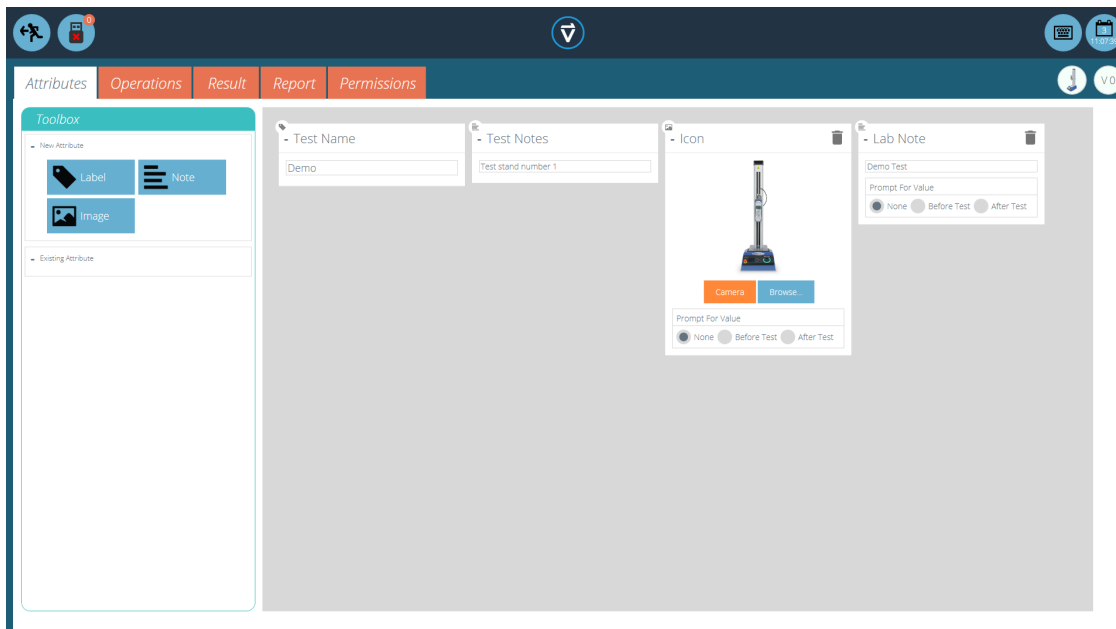 0
3
11:07:39
Attributes Operations Result Report Permissions
V 0
Toolbox
- New Attribute
Label Note
Image
- Existing Attribute
- Test Name
Demo
- Test Notes
Test stand number 1
- Icon
Camera Browse...
Prompt For Value
None Before Test After Test
- Lab Note
Demo Test
Prompt For Value
None Before Test After Test